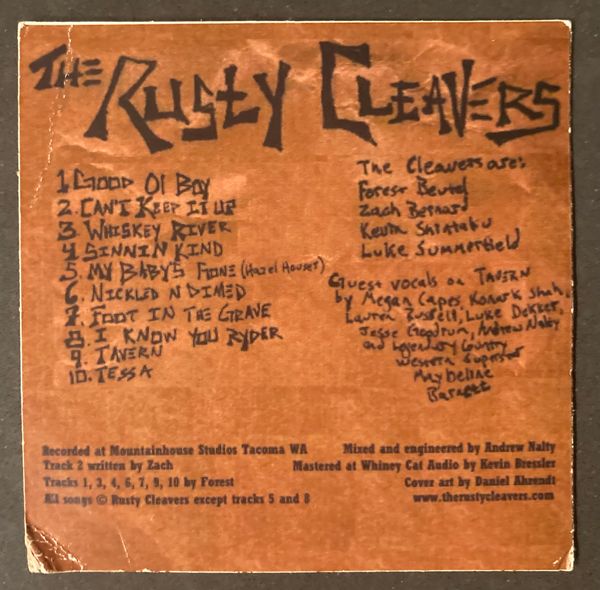 THE RUSTY CLEAVERS
1. GOOD Ol BOY
2. CAN'T KEEP IT UP
3. WHISKEY RIVER
4. SINNIN KIND
5. MY BABY'S GONE (Hazel Houser)
6. NICKLED N DIMED
7. FOOT IN THE GRAVE
8. I KNOW YOU RYDER
9. TAVERN
10. TESSA
The Cleavers are:
Forest Beutel
Zach Bernard
Kevin Shintaku
Luke Summerfield
Guest vocals on TAVERN
by Megan Capes, Konark Shah,
Lauren Russell, Luke Dekker,
Jesse Goodrum, Andrew Nalty
and Legendary Country
Western Superstar
Maybelline
Barnett
Recorded at Mountainhouse Studios Tacoma WA
Track 2 written by Zach
Tracks 1, 3, 4, 6, 7, 9, 10 by Forest
All songs © Rusty Cleavers except tracks 5 and 8
Mixed and engineered by Andrew Nalty
Mastered at Whiney Cat Audio by Kevin Bressler
Cover art by Daniel Ahrendt
www.therustycleavers.com